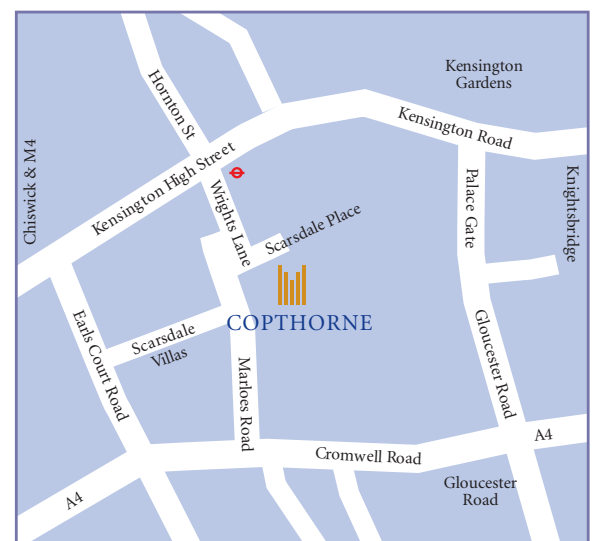 Kensington
Gardens
Hornton St
Kensington Road
Chiswick & M4
Kensington High Street
Wrights Lane
Palace Gate
Knightsbridge
Scarsdale Place
COPTHORNE
Earls Court Road
Scarsdale
Villas
Gloucester Road
Marloes Road
A4
Cromwell Road
A4
Gloucester
Road